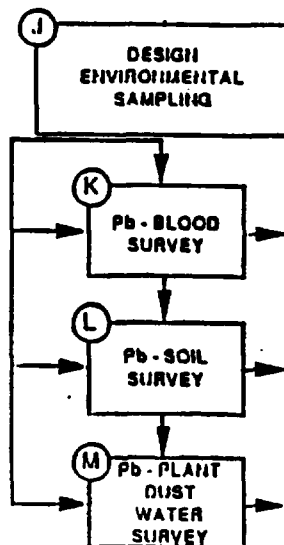 J
DESIGN
ENVIRONMENTAL
SAMPLING
K
Pb - BLOOD
SURVEY
L
Pb - SOIL
SURVEY
M
Pb - PLANT
DUST
WATER
SURVEY